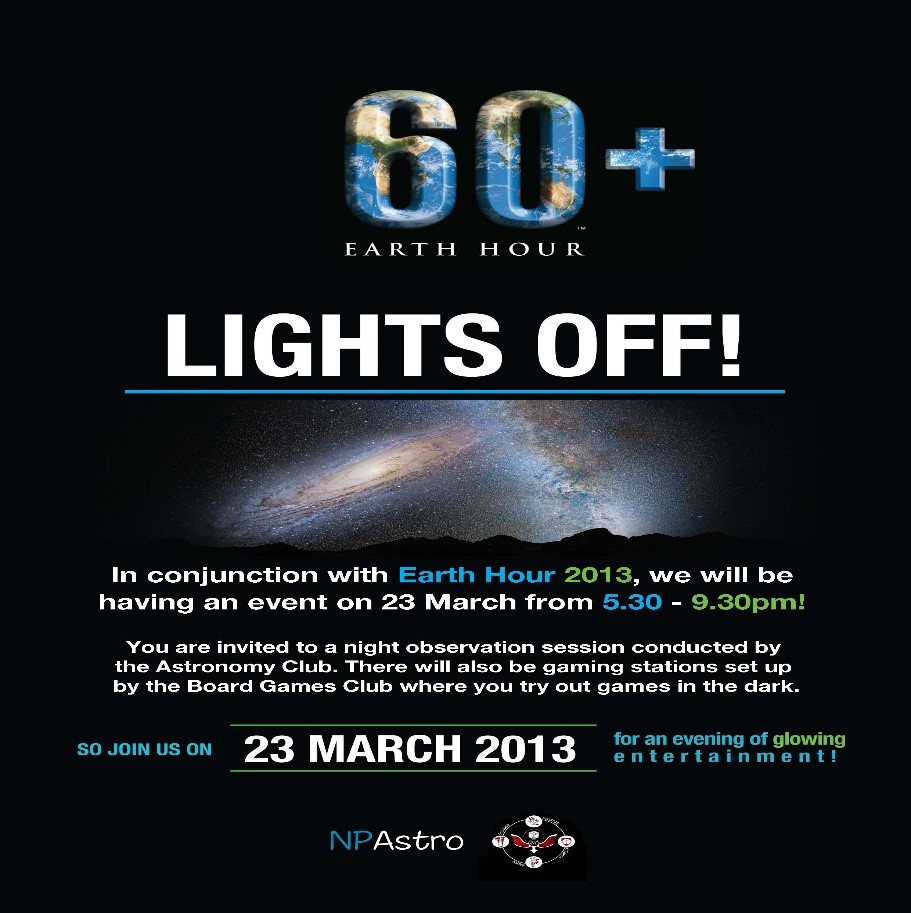 60+
™
EARTH HOUR
LIGHTS OFF!
In conjunction with Earth Hour 2013, we will be
having an event on 23 March from 5.30 - 9.30pm!
You are invited to a night observation session conducted by
the Astronomy Club. There will also be gaming stations set up
by the Board Games Club where you try out games in the dark.
SO JOIN US ON 23 MARCH 2013 for an evening of glowing
entertainment!
NPAstro